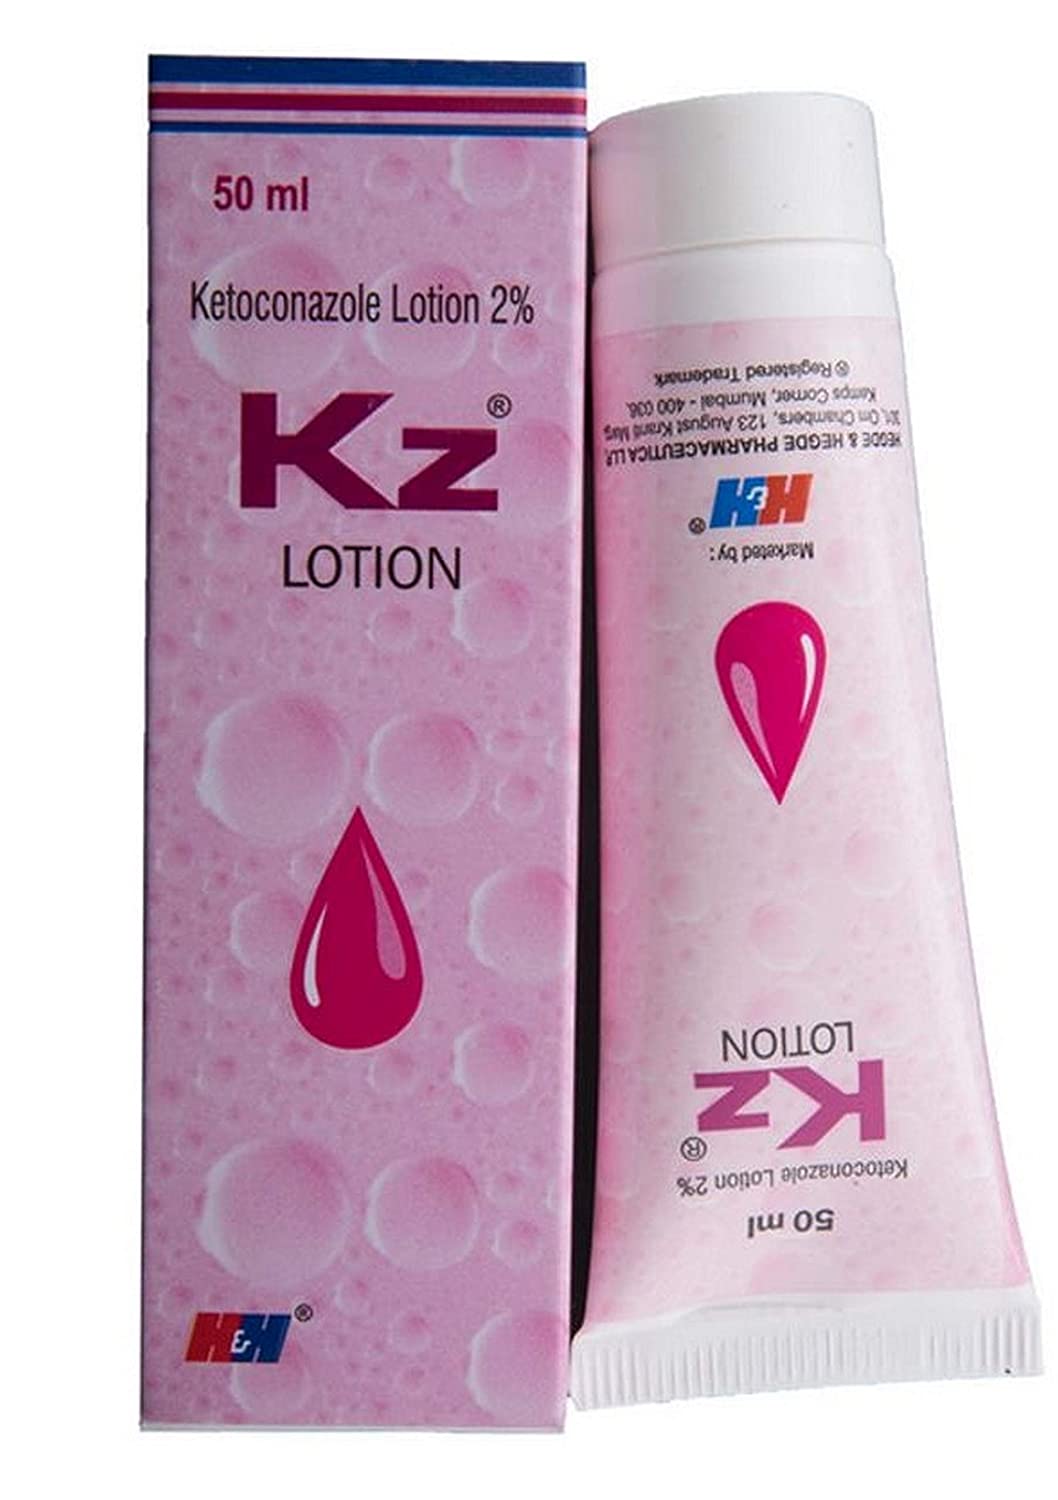 50 ml
Ketoconazole Lotion 2%
Kz®
LOTION
H&H®
50 ml
Ketoconazole Lotion 2%
Kz®
LOTION
Marketed by :
H&H®
HEGDE & HEGDE PHARMACEUTICA LLP
301, Om Chambers, 123 August Kranti Marg
Kemps Corner, Mumbai - 400 036.
® Registered Trademark